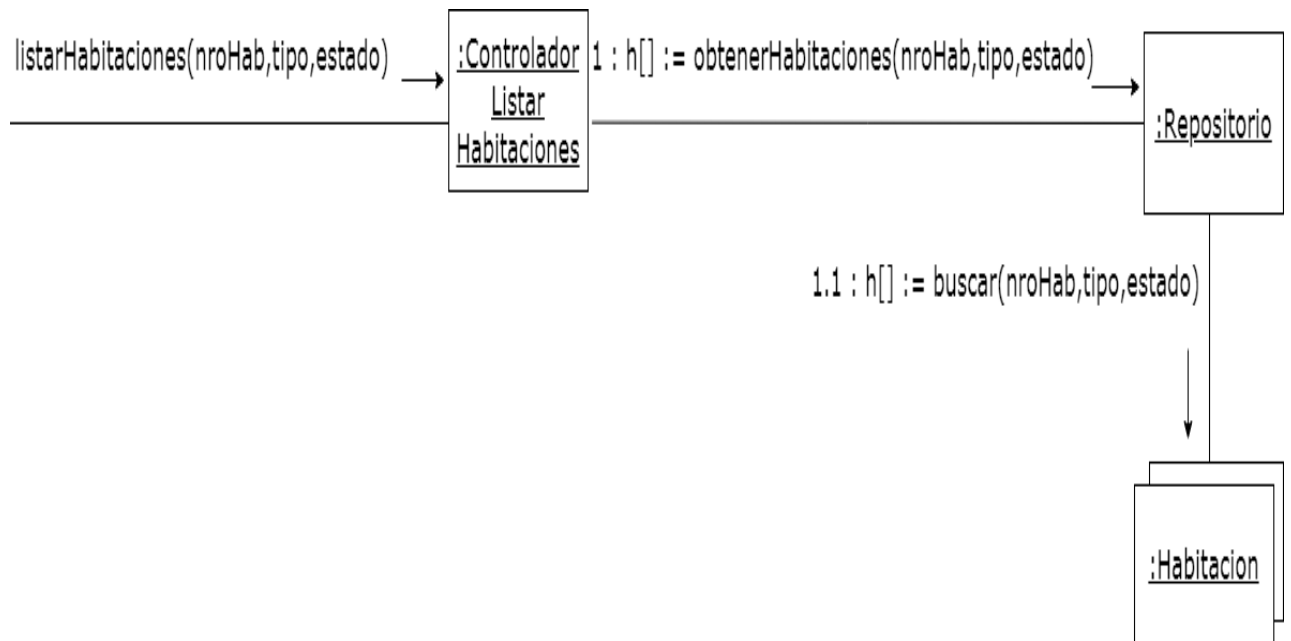 listarHabitaciones(nroHab,tipo,estado)
:Controlador
Listar
Habitaciones
1 : h[] := obtenerHabitaciones(nroHab,tipo,estado)
:Repositorio
1.1 : h[] := buscar(nroHab,tipo,estado)
:Habitacion